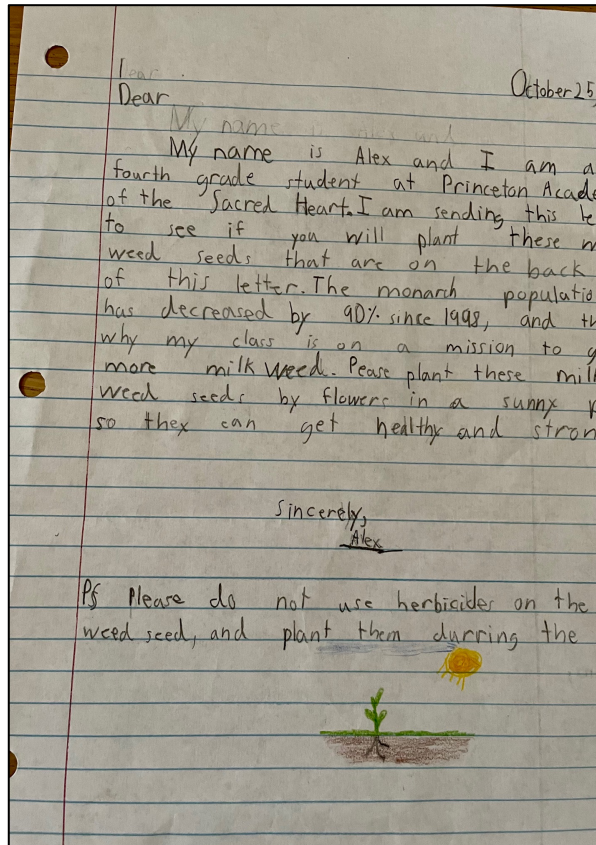 Dear
October 25,
Dear
My name is Alex and
My name is Alex and I am a
fourth grade student at Princeton Acade
of the Sacred Heart. I am sending this le
to see if you will plant these m
weed seeds that are on the back
of this letter. The monarch populatio
has decreased by 90% since 1998, and th
why my class is on a mission to g
more milk weed. Pease plant these milk
weed seeds by flowers in a sunny p
so they can get healthy and stron
Sincerely,
Alex
Ps Please do not use herbicides on the
weed seed, and plant them durring the